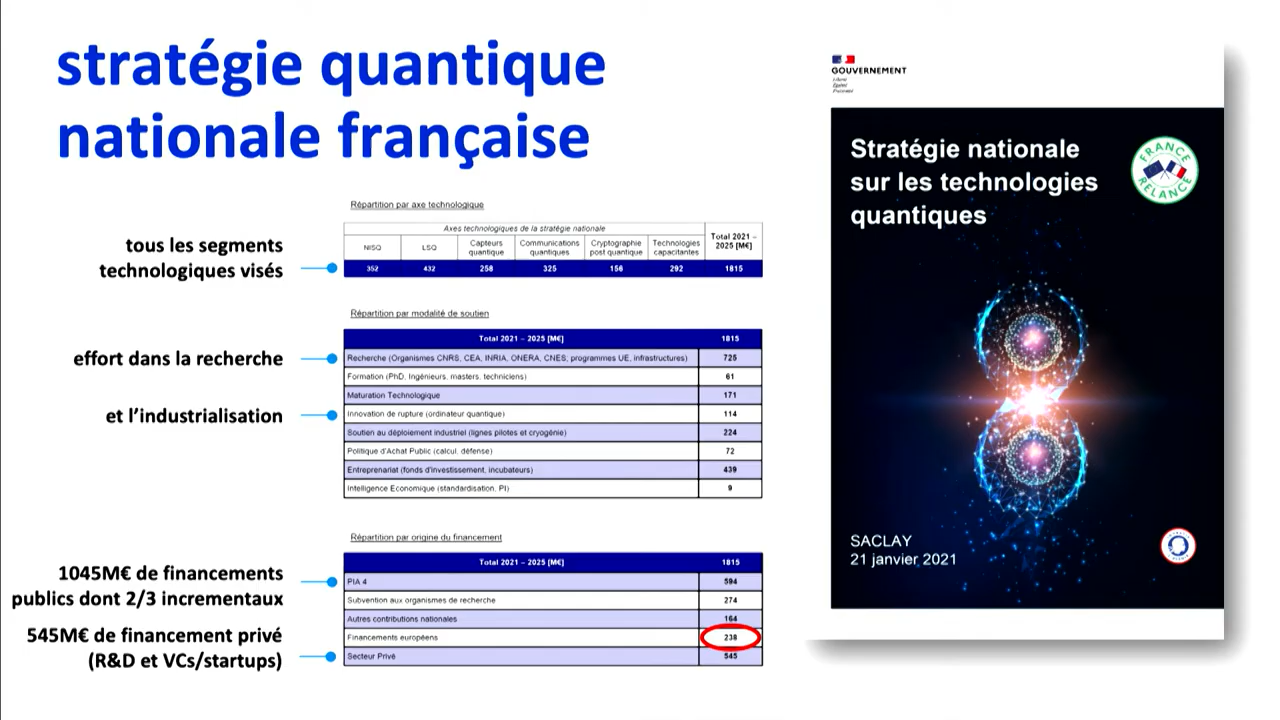 stratégie quantique
nationale française
tous les segments
technologiques visés
effort dans la recherche
et l'industrialisation
1045M€ de financements
publics dont 2/3 incrementaux
545M€ de financement privé
(R&D et VCs/startups)
Répartition par axe technologique
Axes technologiques de la stratégie nationale
Total 2021 –
2025 [M€]
NISQ LSQ Capteurs quantique Communications quantiques Cryptographie post quantique Technologies capacitantes
352 432 258 325 156 292 1815
Répartition par modalité de soutien
Total 2021 – 2025 [M€] 1815
Recherche (Organismes CNRS, CEA, INRIA, ONERA, CNES; programmes UE, infrastructures) 725
Formation (PhD, Ingénieurs, masters, techniciens) 61
Maturation Technologique 171
Innovation de rupture (ordinateur quantique) 114
Soutien au déploiement industriel (lignes pilotes et cryogénie) 224
Politique d'Achat Public (calcul, défense) 72
Entreprenariat (fonds d'investissement, incubateurs) 439
Intelligence Economique (standardisation, PI) 9
Répartition par origine du financement
Total 2021 – 2025 [M€] 1815
PIA 4 594
Subvention aux organismes de recherche 274
Autres contributions nationales 164
Financements européens 238
Secteur Privé 545
GOUVERNEMENT
Liberté
Égalité
Fraternité
Stratégie nationale
sur les technologies
quantiques
FRANCE
RELANCE
SACLAY
21 janvier 2021